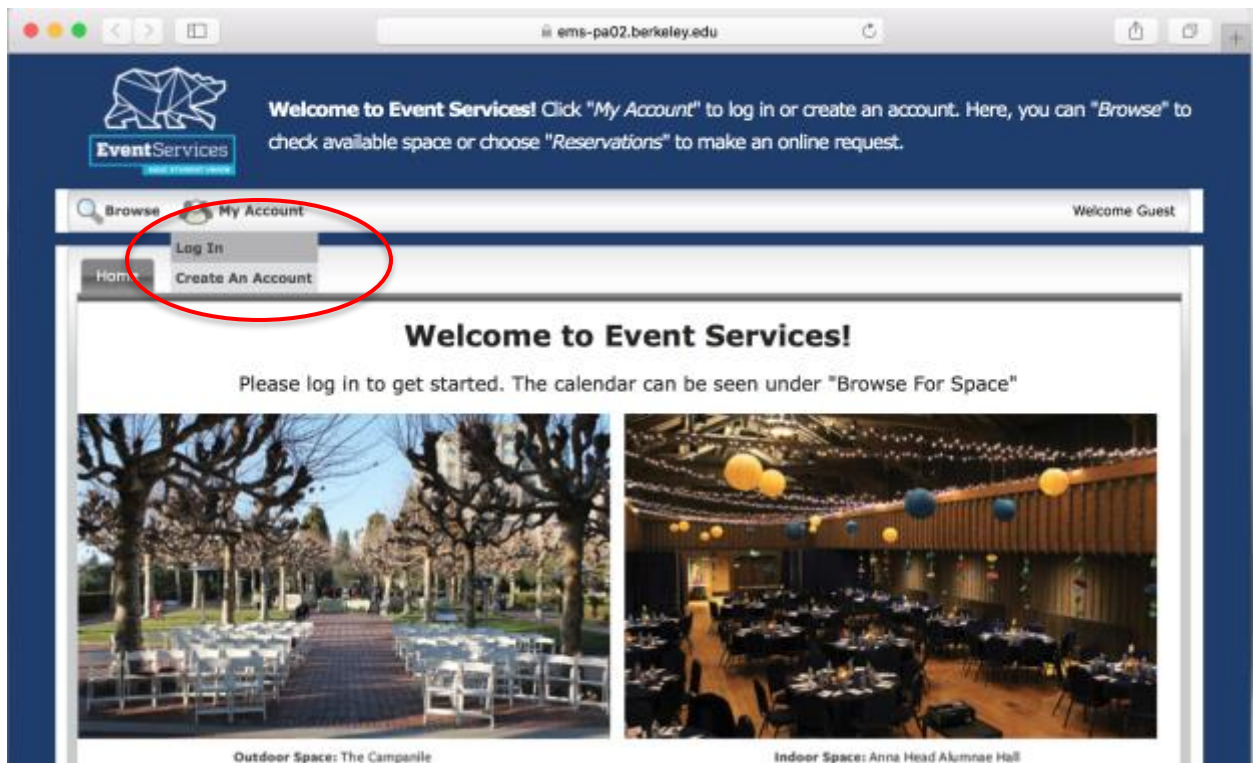 ems-pa02.berkeley.edu
Welcome to Event Services! Click "My Account" to log in or create an account. Here, you can "Browse" to
check available space or choose "Reservations" to make an online request.
EventServices
Browse My Account Welcome Guest
Log In
Home Create An Account
Welcome to Event Services!
Please log in to get started. The calendar can be seen under "Browse For Space"
Outdoor Space: The Campanile Indoor Space: Anna Head Alumnae Hall